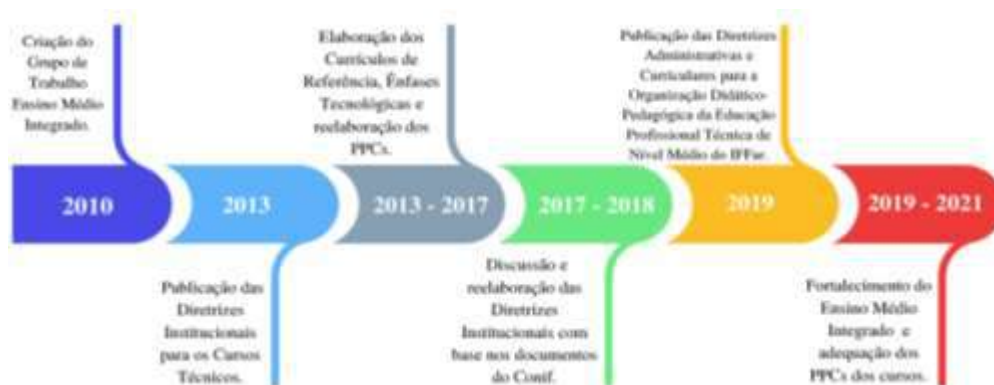 Criação do
Grupo de
Trabalho
Ensino Médio
Integrado.
2010
2013
Publicação das
Diretrizes
Institucionais
para os Cursos
Técnicos.
Elaboração dos
Currículos de
Referência, Ênfases
Tecnológicas e
reelaboração dos
PPCs.
2013 - 2017
2017 - 2018
Discussão e
reelaboração das
Diretrizes
Institucionais com
base nos documentos
do Conif.
Publicação das Diretrizes
Administrativas e
Curriculares para a
Organização Didático-
Pedagógica da Educação
Profissional Técnica de
Nível Médio do IFFar.
2019
2019 - 2021
Fortalecimento do
Ensino Médio
Integrado e
adequação dos
PPCs dos cursos.